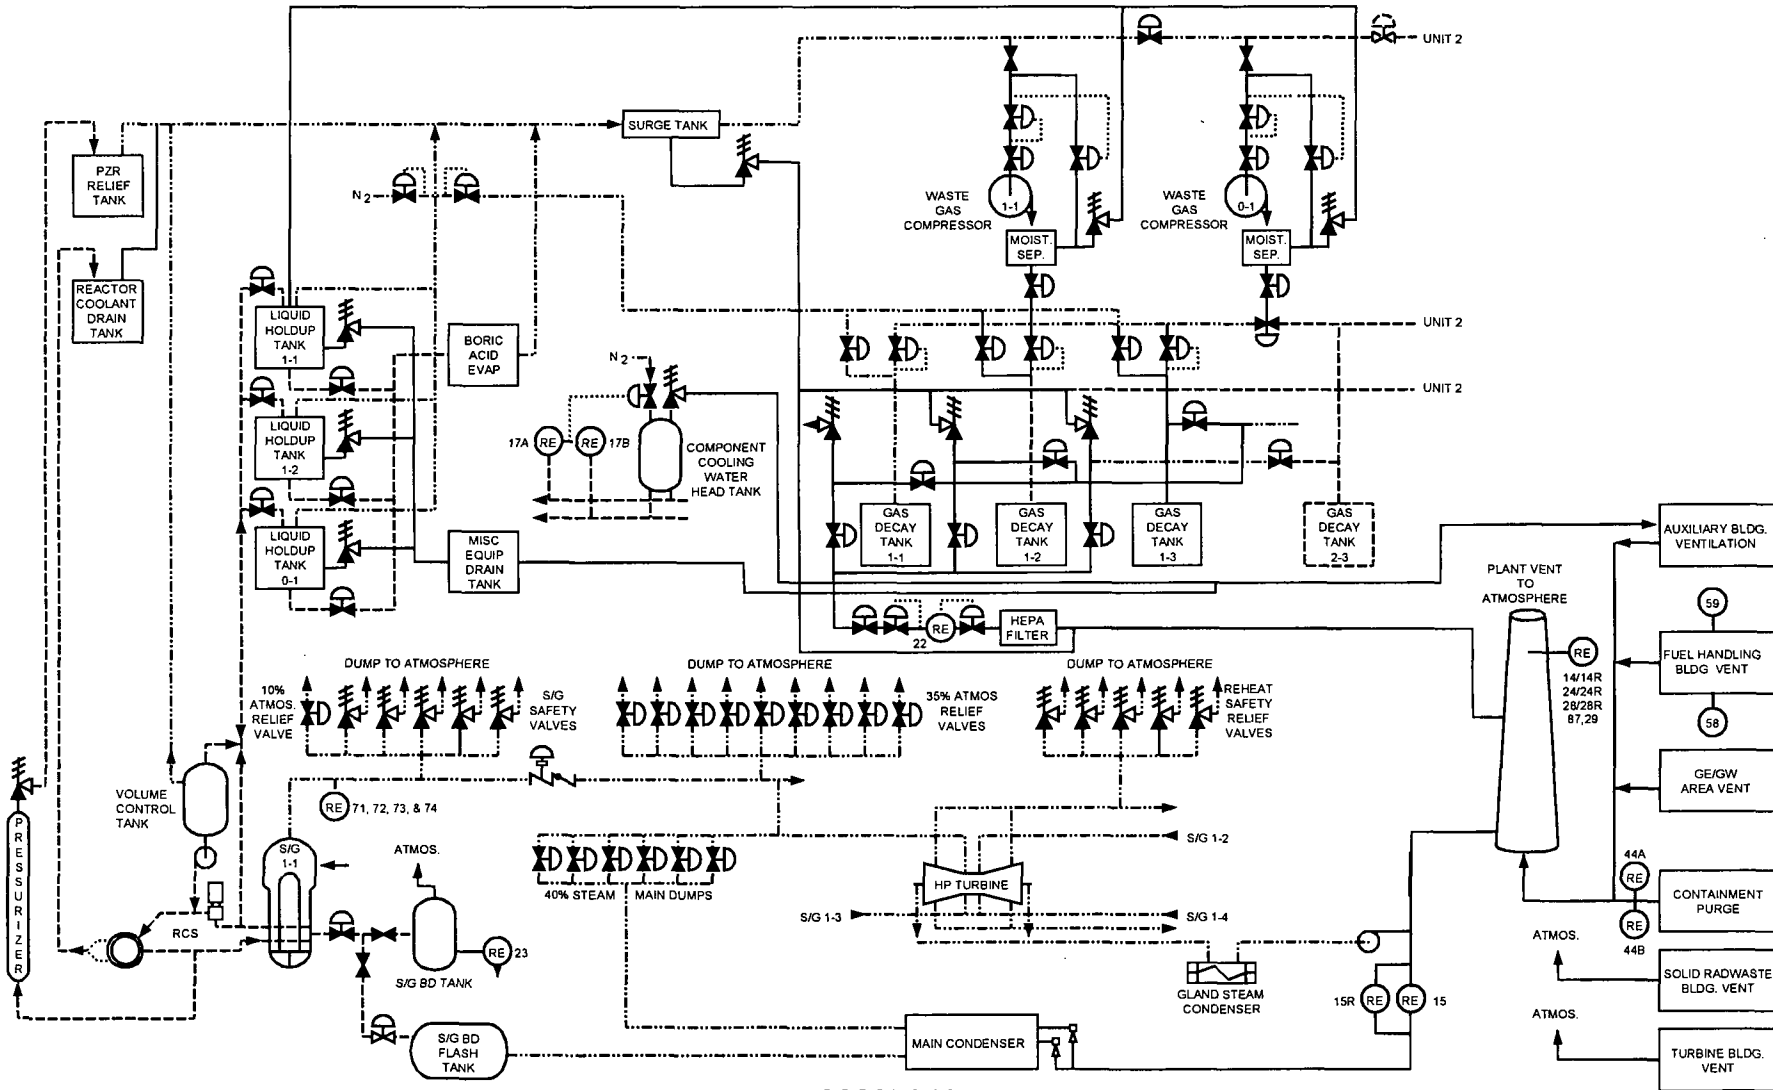 UNIT 2
SURGE TANK
PZR
RELIEF
TANK
N2
WASTE
GAS
COMPRESSOR
1-1
WASTE
GAS
COMPRESSOR
0-1
MOIST.
SEP.
MOIST.
SEP.
REACTOR
COOLANT
DRAIN
TANK
LIQUID
HOLDUP
TANK
1-1
BORIC
ACID
EVAP
UNIT 2
N2
UNIT 2
LIQUID
HOLDUP
TANK
1-2
17A
RE
RE
17B
COMPONENT
COOLING
WATER
HEAD TANK
LIQUID
HOLDUP
TANK
0-1
MISC
EQUIP
DRAIN
TANK
GAS
DECAY
TANK
1-1
GAS
DECAY
TANK
1-2
GAS
DECAY
TANK
1-3
GAS
DECAY
TANK
2-3
AUXILIARY BLDG.
VENTILATION
PLANT VENT
TO
ATMOSPHERE
59
RE
22
HEPA
FILTER
FUEL HANDLING
BLDG VENT
RE
14/14R
24/24R
28/28R
87,29
58
DUMP TO ATMOSPHERE
10%
ATMOS.
RELIEF
VALVE
S/G
SAFETY
VALVES
DUMP TO ATMOSPHERE
35% ATMOS
RELIEF
VALVES
DUMP TO ATMOSPHERE
REHEAT
SAFETY
RELIEF
VALVES
GE/GW
AREA VENT
VOLUME
CONTROL
TANK
RE
71, 72, 73, & 74
PRESSURIZER
S/G
1-1
ATMOS.
40% STEAM
MAIN DUMPS
S/G 1-2
HP TURBINE
S/G 1-3
S/G 1-4
44A
RE
RE
44B
CONTAINMENT
PURGE
RCS
RE
23
S/G BD TANK
GLAND STEAM
CONDENSER
ATMOS.
SOLID RADWASTE
BLDG. VENT
15R
RE
RE
15
ATMOS.
S/G BD
FLASH
TANK
MAIN CONDENSER
TURBINE BLDG.
VENT